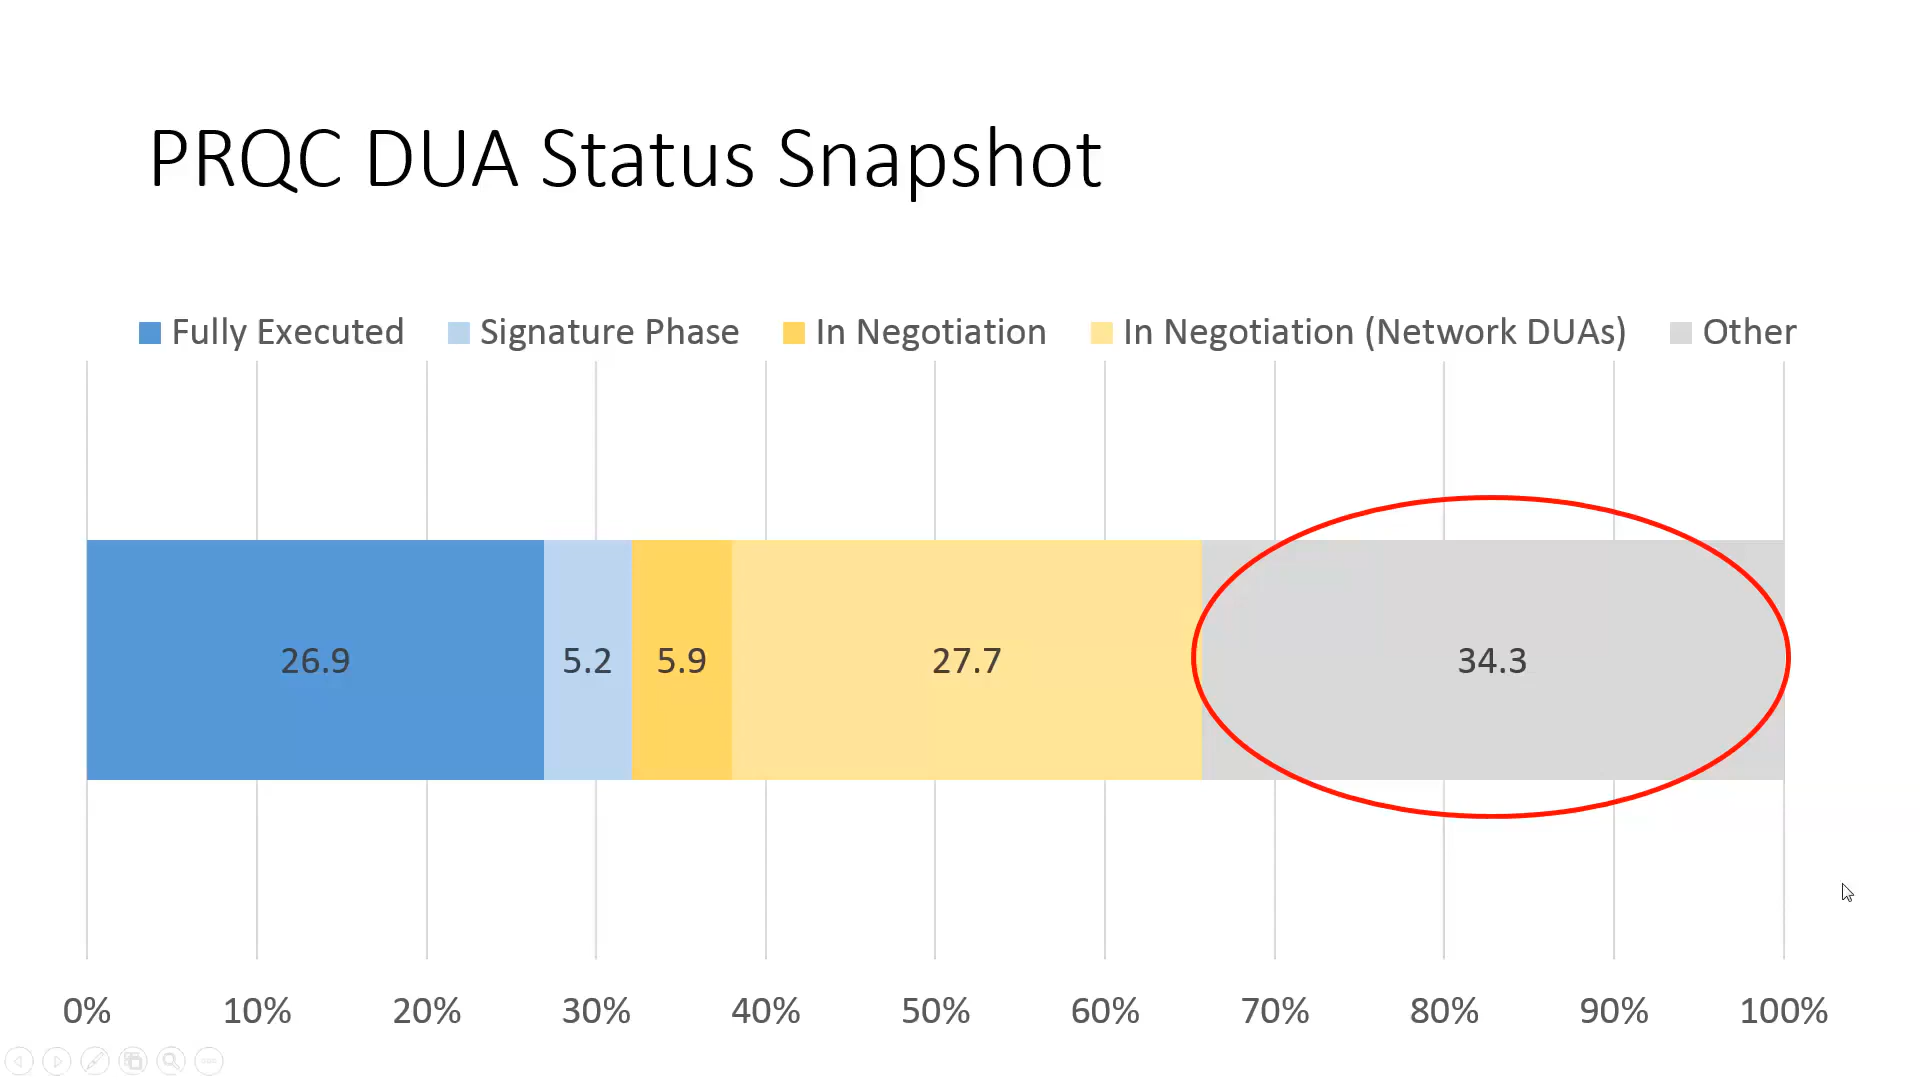 PRQC DUA Status Snapshot
Fully Executed Signature Phase In Negotiation In Negotiation (Network DUAs) Other
26.9 5.2 5.9 27.7 34.3
0% 10% 20% 30% 40% 50% 60% 70% 80% 90% 100%